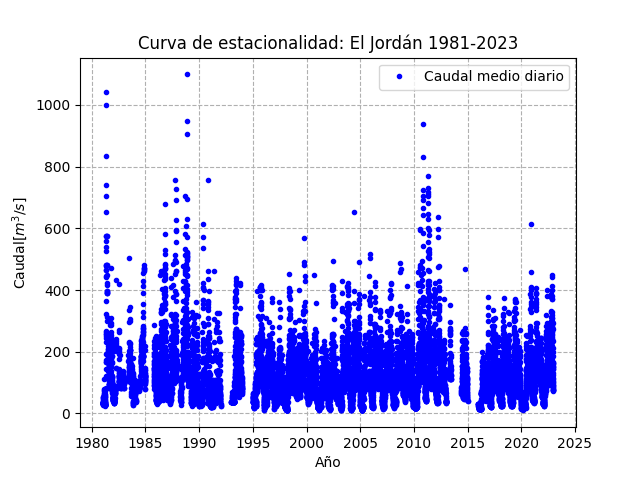 Curva de estacionalidad: El Jordán 1981-2023
Caudal medio diario
Caudal[$m^3/s$]
1000
800
600
400
200
0
1980 1985 1990 1995 2000 2005 2010 2015 2020 2025
Año